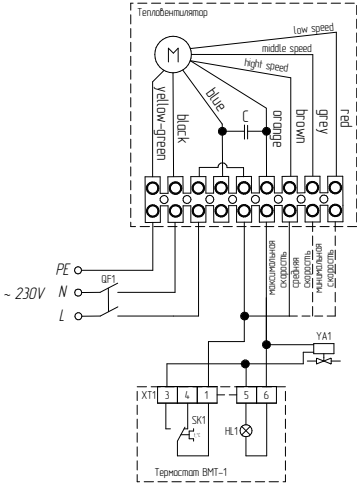 Тепловентилятор
low speed
middle speed
hight speed
M
yellow-green
black
blue
C
orange
brown
grey
red
PE
~ 230V N
QF1
L
максимальная
скорость
средняя
скорость
минимальная
скорость
YA1
XT1 3 4 1 5 6
SK1
t°
HL1
Термостат ВМТ-1